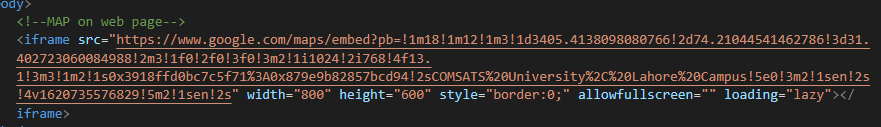 ody>
<!--MAP on web page-->
<iframe src="https://www.google.com/maps/embed?pb=!1m18!1m12!1m3!1d3405.4138098080766!2d74.21044541462786!3d31.
402723060084988!2m3!1f0!2f0!3f0!3m2!1i1024!2i768!4f13.
1!3m3!1m2!1s0x3918ffd0bc7c5f71%3A0x879e9b82857bcd94!2sCOMSATS%20University%2C%20Lahore%20Campus!5e0!3m2!1sen!2s
!4v1620735576829!5m2!1sen!2s" width="800" height="600" style="border:0;" allowfullscreen="" loading="lazy"></
iframe>